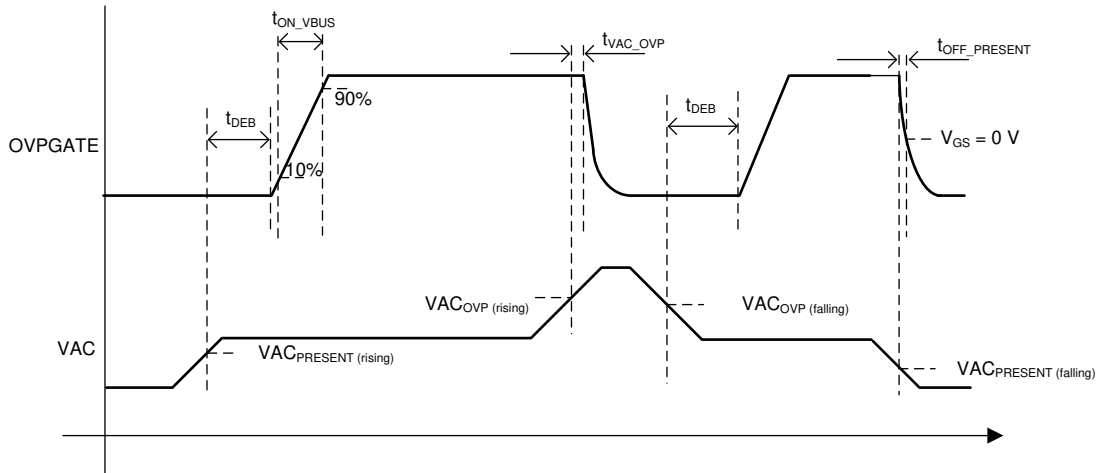 tON_VBUS
tVAC_OVP
tOFF_PRESENT
90%
tDEB
tDEB
OVPGATE
VGS = 0 V
10%
VACOVP (rising)
VACOVP (falling)
VAC
VACPRESENT (rising)
VACPRESENT (falling)